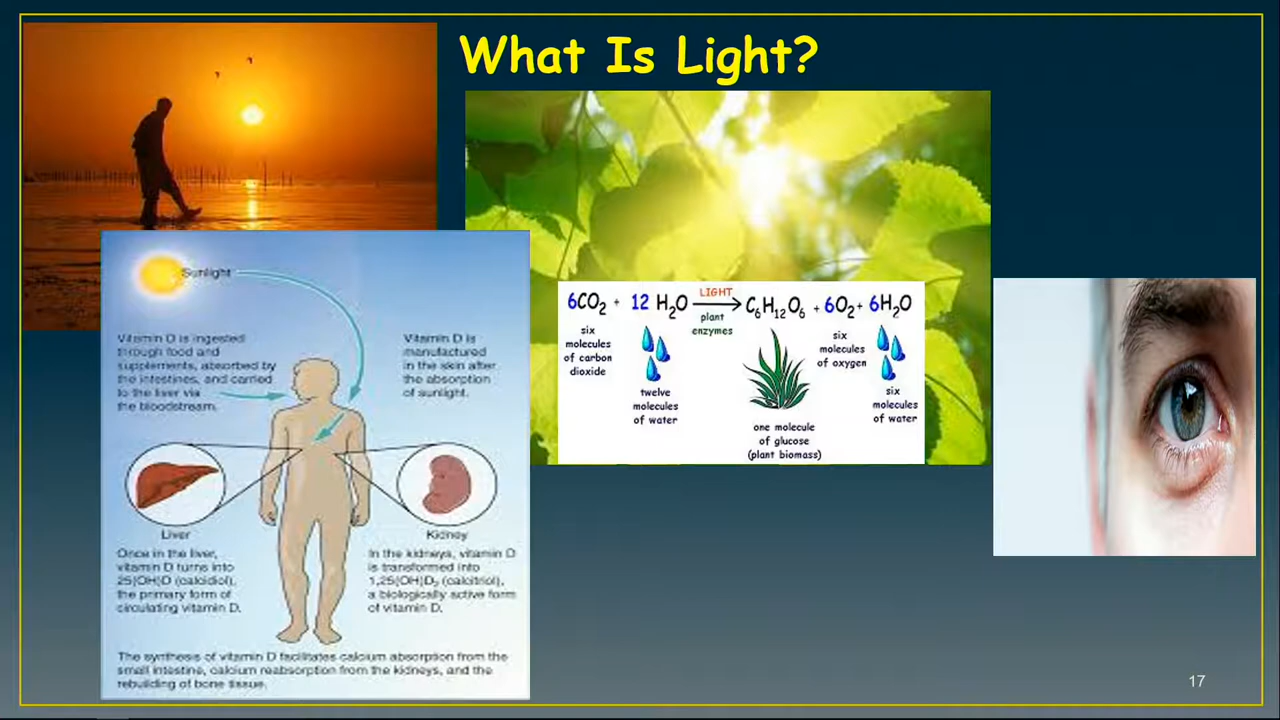 What Is Light?
Sunlight
Vitamin D is ingested
through food and
supplements, absorbed by
the intestines, and carried
to the liver via
the bloodstream.
Vitamin D is
manufactured
in the skin after
the absorption
of sunlight.
Liver
Kidney
Once in the liver,
vitamin D turns into
25(OH)D (calcidiol),
the primary form of
circulating vitamin D.
In the kidneys, vitamin D
is transformed into
1,25(OH)D₂ (calcitriol),
a biologically active form
of vitamin D.
The synthesis of vitamin D facilitates calcium absorption from the
small intestine, calcium reabsorption from the kidneys, and the
rebuilding of bone tissue.
6CO₂ + 12 H₂O LIGHT → C₆H₁₂O₆ + 6O₂ + 6H₂O
plant
enzymes
six
molecules
of carbon
dioxide
twelve
molecules
of water
one molecule
of glucose
(plant biomass)
six
molecules
of oxygen
six
molecules
of water
17